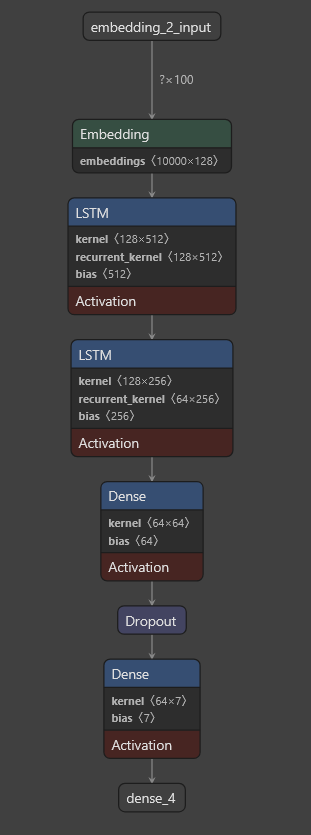 embedding_2_input
?×100
Embedding
embeddings 〈10000×128〉
LSTM
kernel 〈128×512〉
recurrent_kernel 〈128×512〉
bias 〈512〉
Activation
LSTM
kernel 〈128×256〉
recurrent_kernel 〈64×256〉
bias 〈256〉
Activation
Dense
kernel 〈64×64〉
bias 〈64〉
Activation
Dropout
Dense
kernel 〈64×7〉
bias 〈7〉
Activation
dense_4